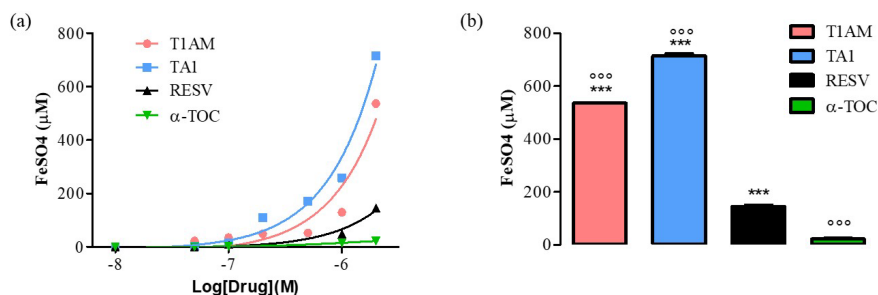 (a)
T1AM
TA1
RESV
α-TOC
FeSO4 (μM)
800
600
400
200
0
-8
-7
-6
Log[Drug](M)
(b)
T1AM
TA1
RESV
α-TOC
FeSO4 (μM)
800
600
400
200
0
°°°
***
°°°
***
***
°°°